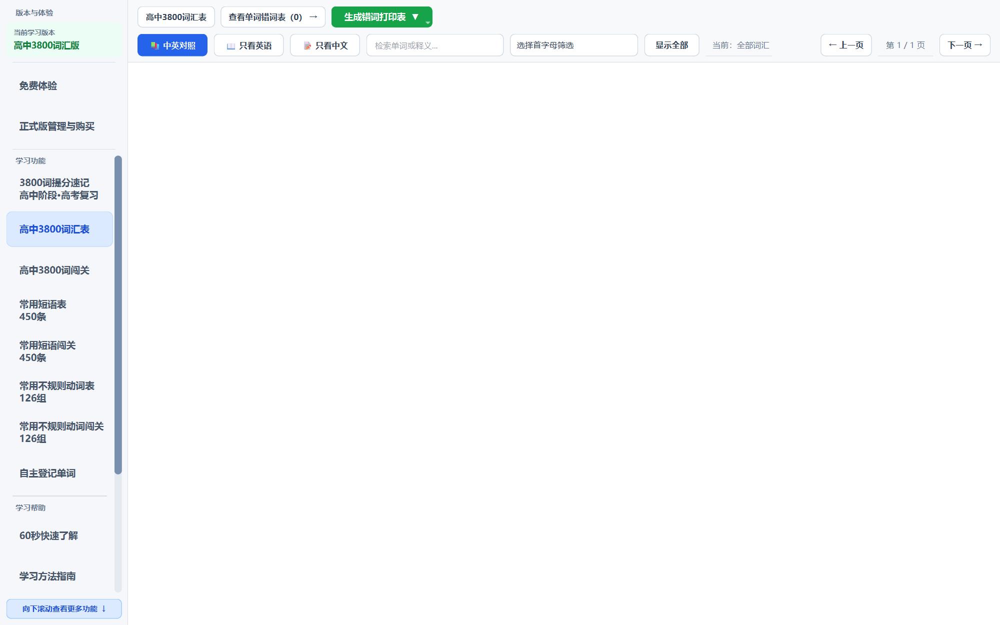 版本与体验
当前学习版本
高中3800词汇版
免费体验
正式版管理与购买
学习功能
3800词提分速记
高中阶段•高考复习
高中3800词汇表
高中3800词闯关
常用短语表
450条
常用短语闯关
450条
常用不规则动词表
126组
常用不规则动词闯关
126组
自主登记单词
学习帮助
60秒快速了解
学习方法指南
向下滚动查看更多功能 ↓
高中3800词汇表
查看单词错词表（0） →
生成错词打印表 ▼
中英对照
只看英语
只看中文
检索单词或释义...
选择首字母筛选
显示全部
当前：全部词汇
← 上一页
第 1 / 1 页
下一页 →